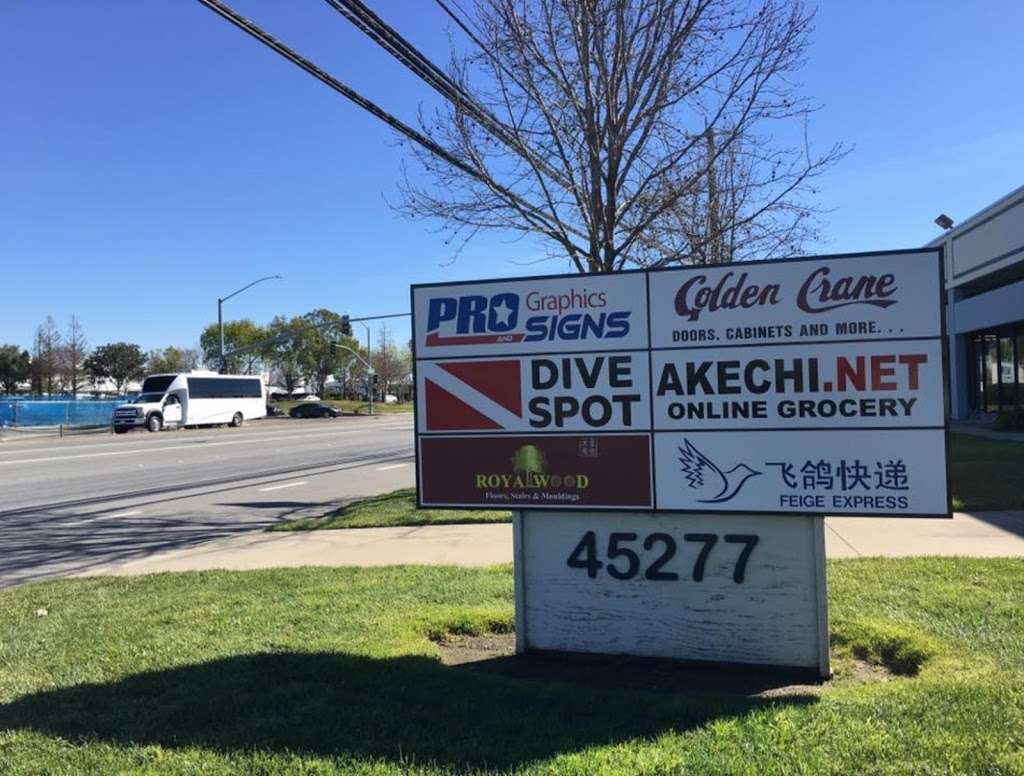 PRO Graphics
AND SIGNS
Golden Crane
DOORS, CABINETS AND MORE...
DIVE
SPOT
AKECHI.NET
ONLINE GROCERY
ROYALWOOD
Floors, Stairs & Mouldings
飞鸽快递
FEIGE EXPRESS
45277